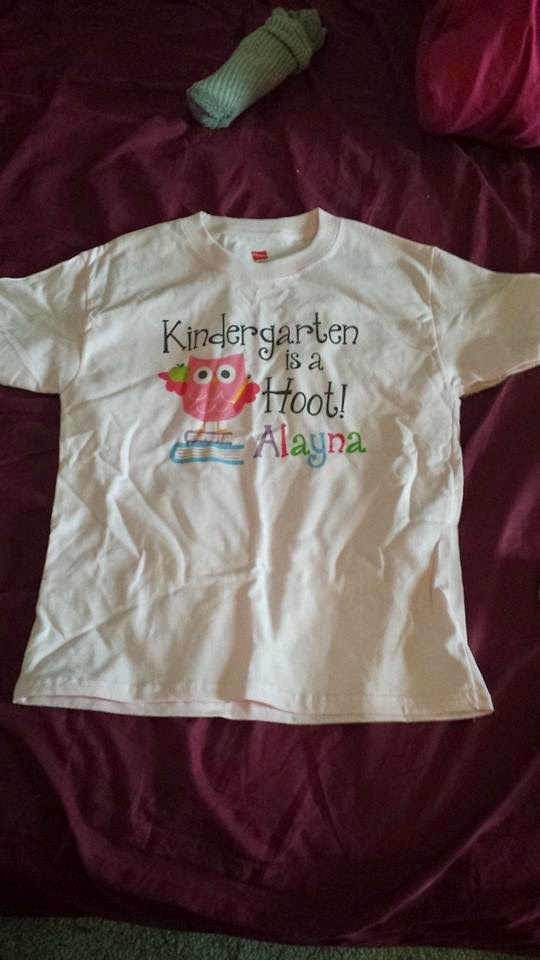 Kindergarten
is a
Hoot!
Alayna